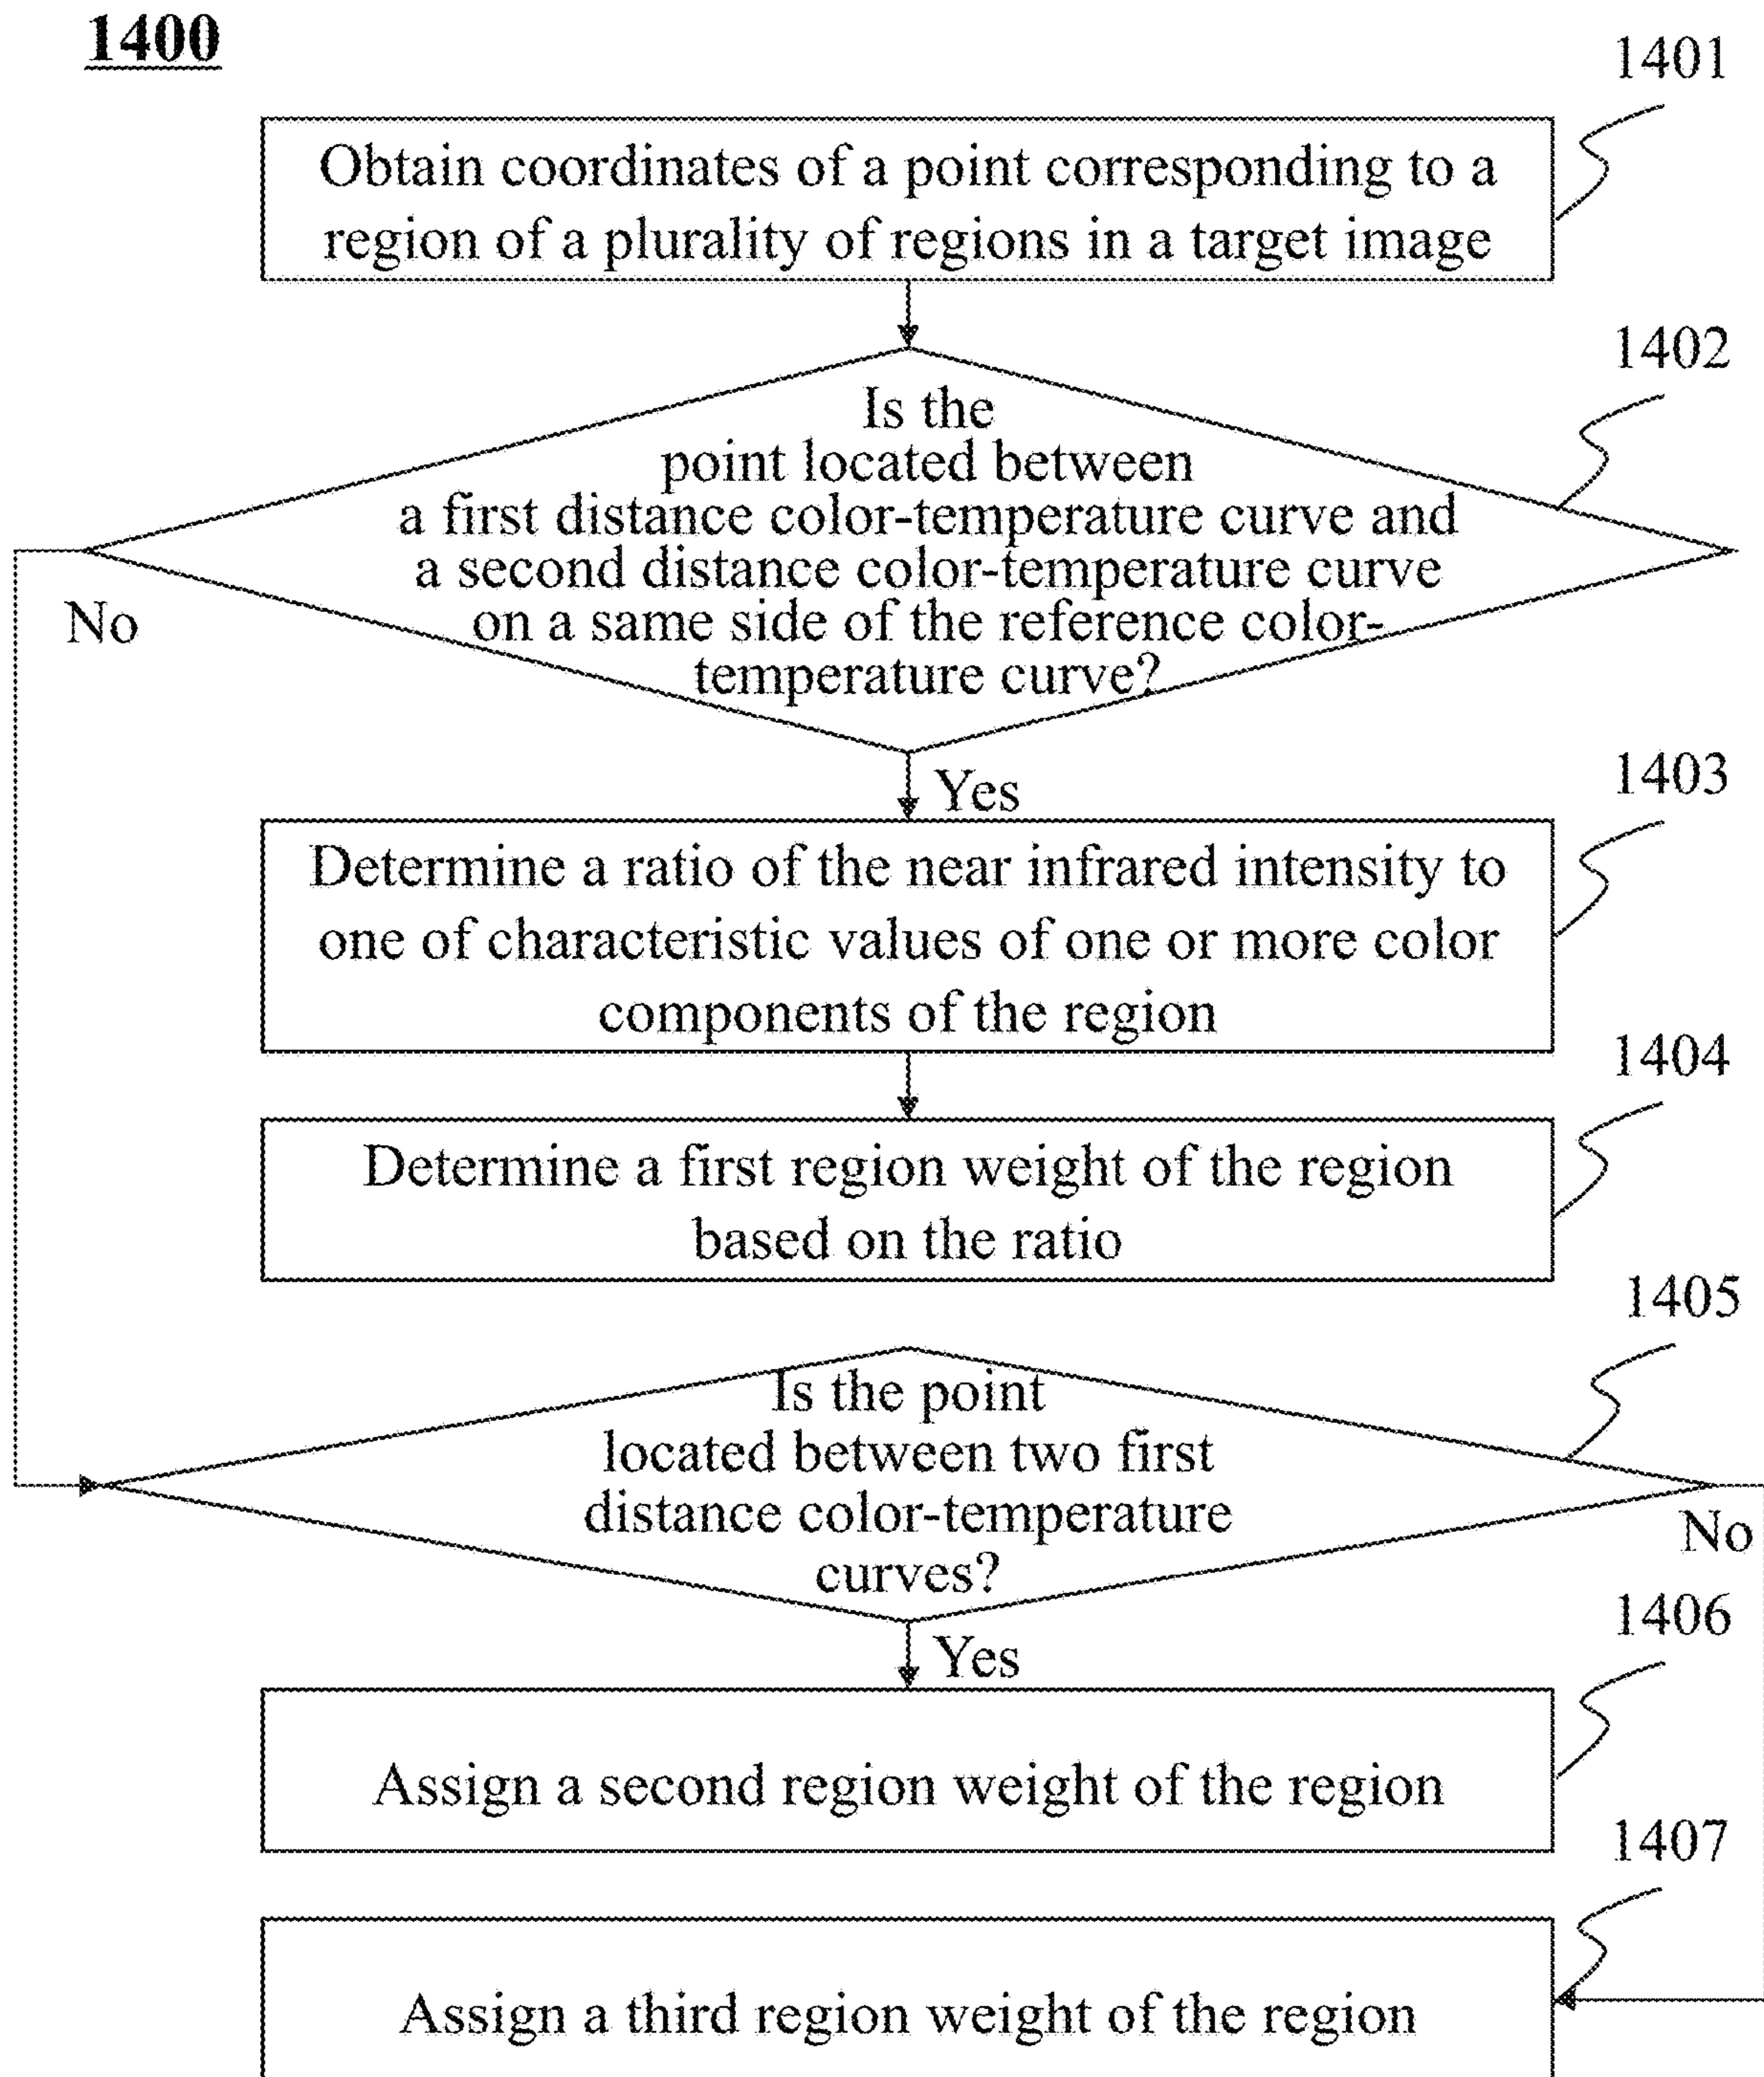 1400
1401
Obtain coordinates of a point corresponding to a
region of a plurality of regions in a target image
1402
Is the
point located between
a first distance color-temperature curve and
a second distance color-temperature curve
on a same side of the reference color-
temperature curve?
No
Yes
1403
Determine a ratio of the near infrared intensity to
one of characteristic values of one or more color
components of the region
1404
Determine a first region weight of the region
based on the ratio
1405
Is the point
located between two first
distance color-temperature
curves?
No
Yes
1406
Assign a second region weight of the region
1407
Assign a third region weight of the region